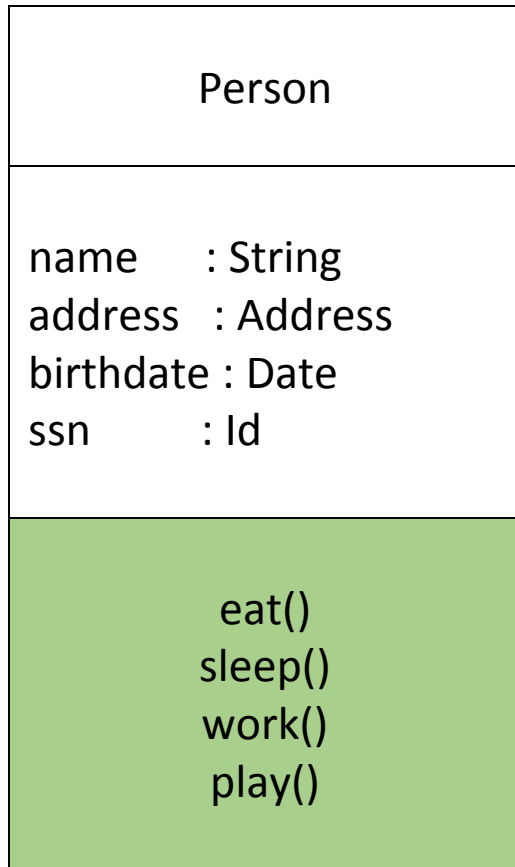 Person
name : String
address : Address
birthdate : Date
ssn : Id
eat()
sleep()
work()
play()